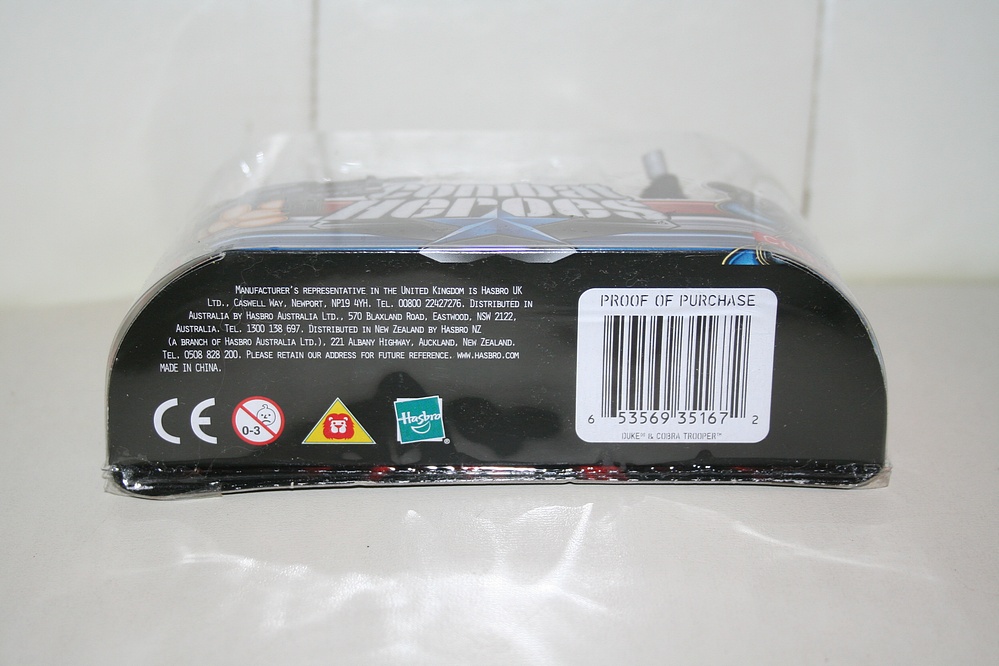 combat
heroes
Manufacturer's representative in the United Kingdom is Hasbro UK
Ltd., Caswell Way, Newport, NP19 4YH. Tel. 00800 22427276. Distributed in
Australia by Hasbro Australia Ltd., 570 Blaxland Road, Eastwood, NSW 2122,
Australia. Tel. 1300 138 697. Distributed in New Zealand by Hasbro NZ
(a branch of Hasbro Australia Ltd.), 221 Albany Highway, Auckland, New Zealand.
Tel. 0508 828 200. Please retain our address for future reference. www.hasbro.com
Made in China.
CE
0-3
Hasbro
®
PROOF OF PURCHASE
6 53569 35167 2
DUKE™ & COBRA TROOPER™